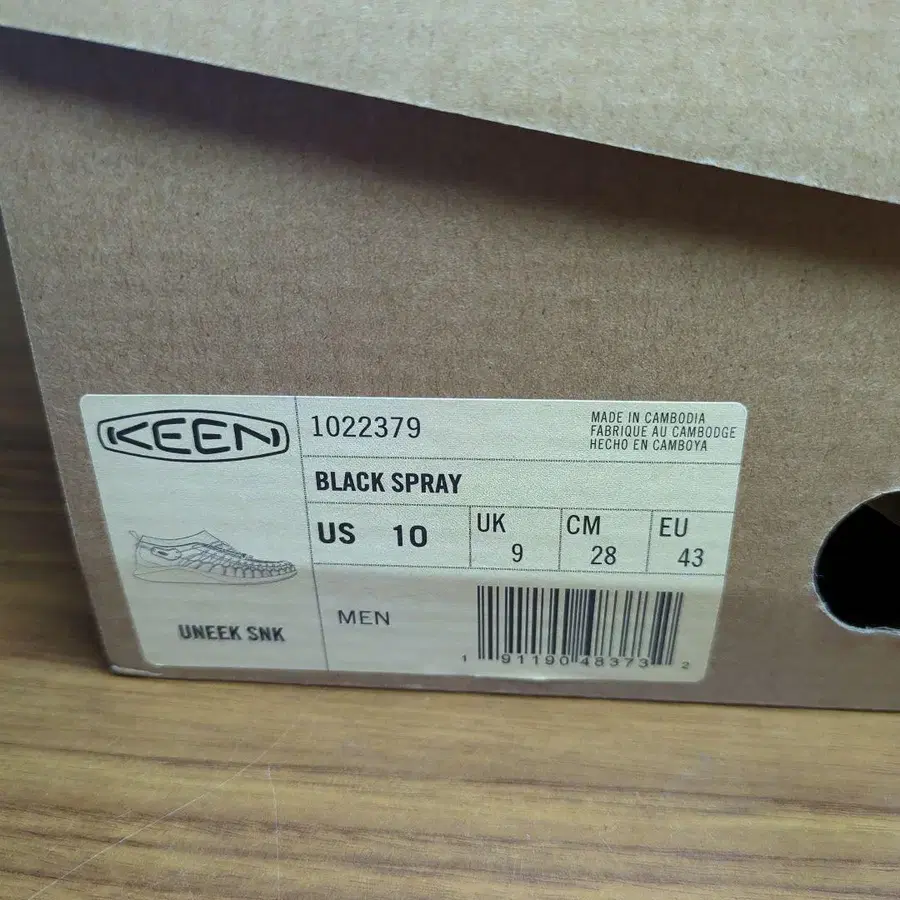 KEEN
1022379
MADE IN CAMBODIA
FABRIQUE AU CAMBODGE
HECHO EN CAMBOYA
BLACK SPRAY
US 10
UK 9
CM 28
EU 43
MEN
UNEEK SNK
1 91190 48373 2